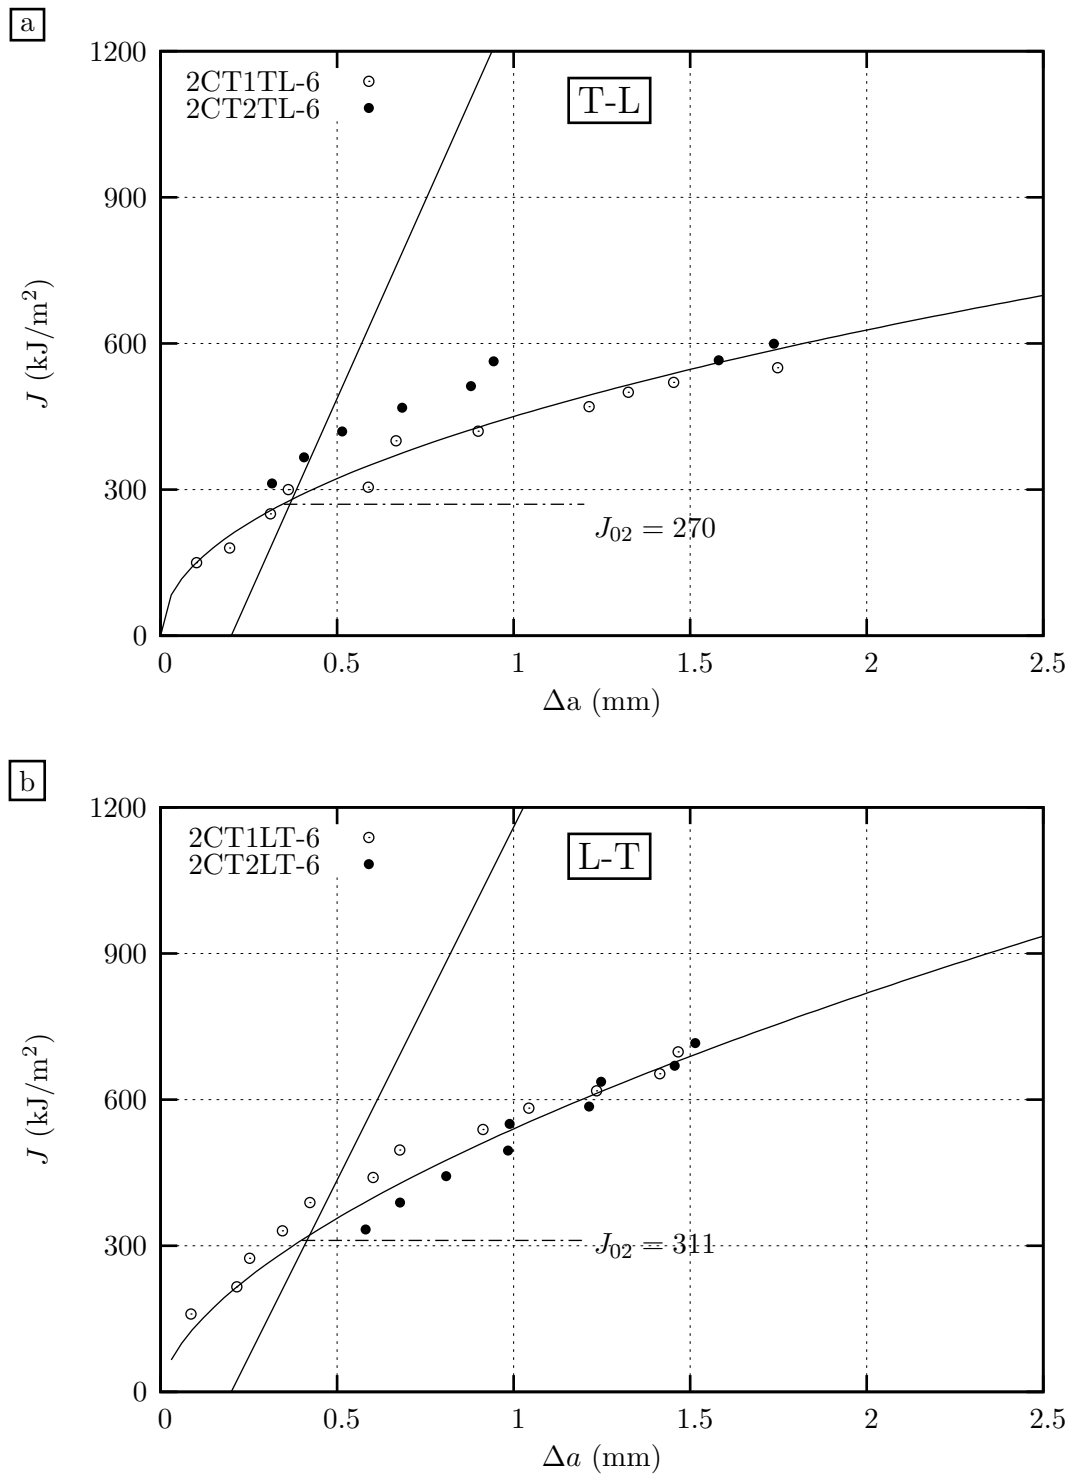 a
1200
2CT1TL-6
2CT2TL-6
T-L
900
J (kJ/m²)
600
300
J₀₂ = 270
0
0 0.5 1 1.5 2 2.5
Δa (mm)
b
1200
2CT1LT-6
2CT2LT-6
L-T
900
J (kJ/m²)
600
300
J₀₂ = 311
0
0 0.5 1 1.5 2 2.5
Δa (mm)